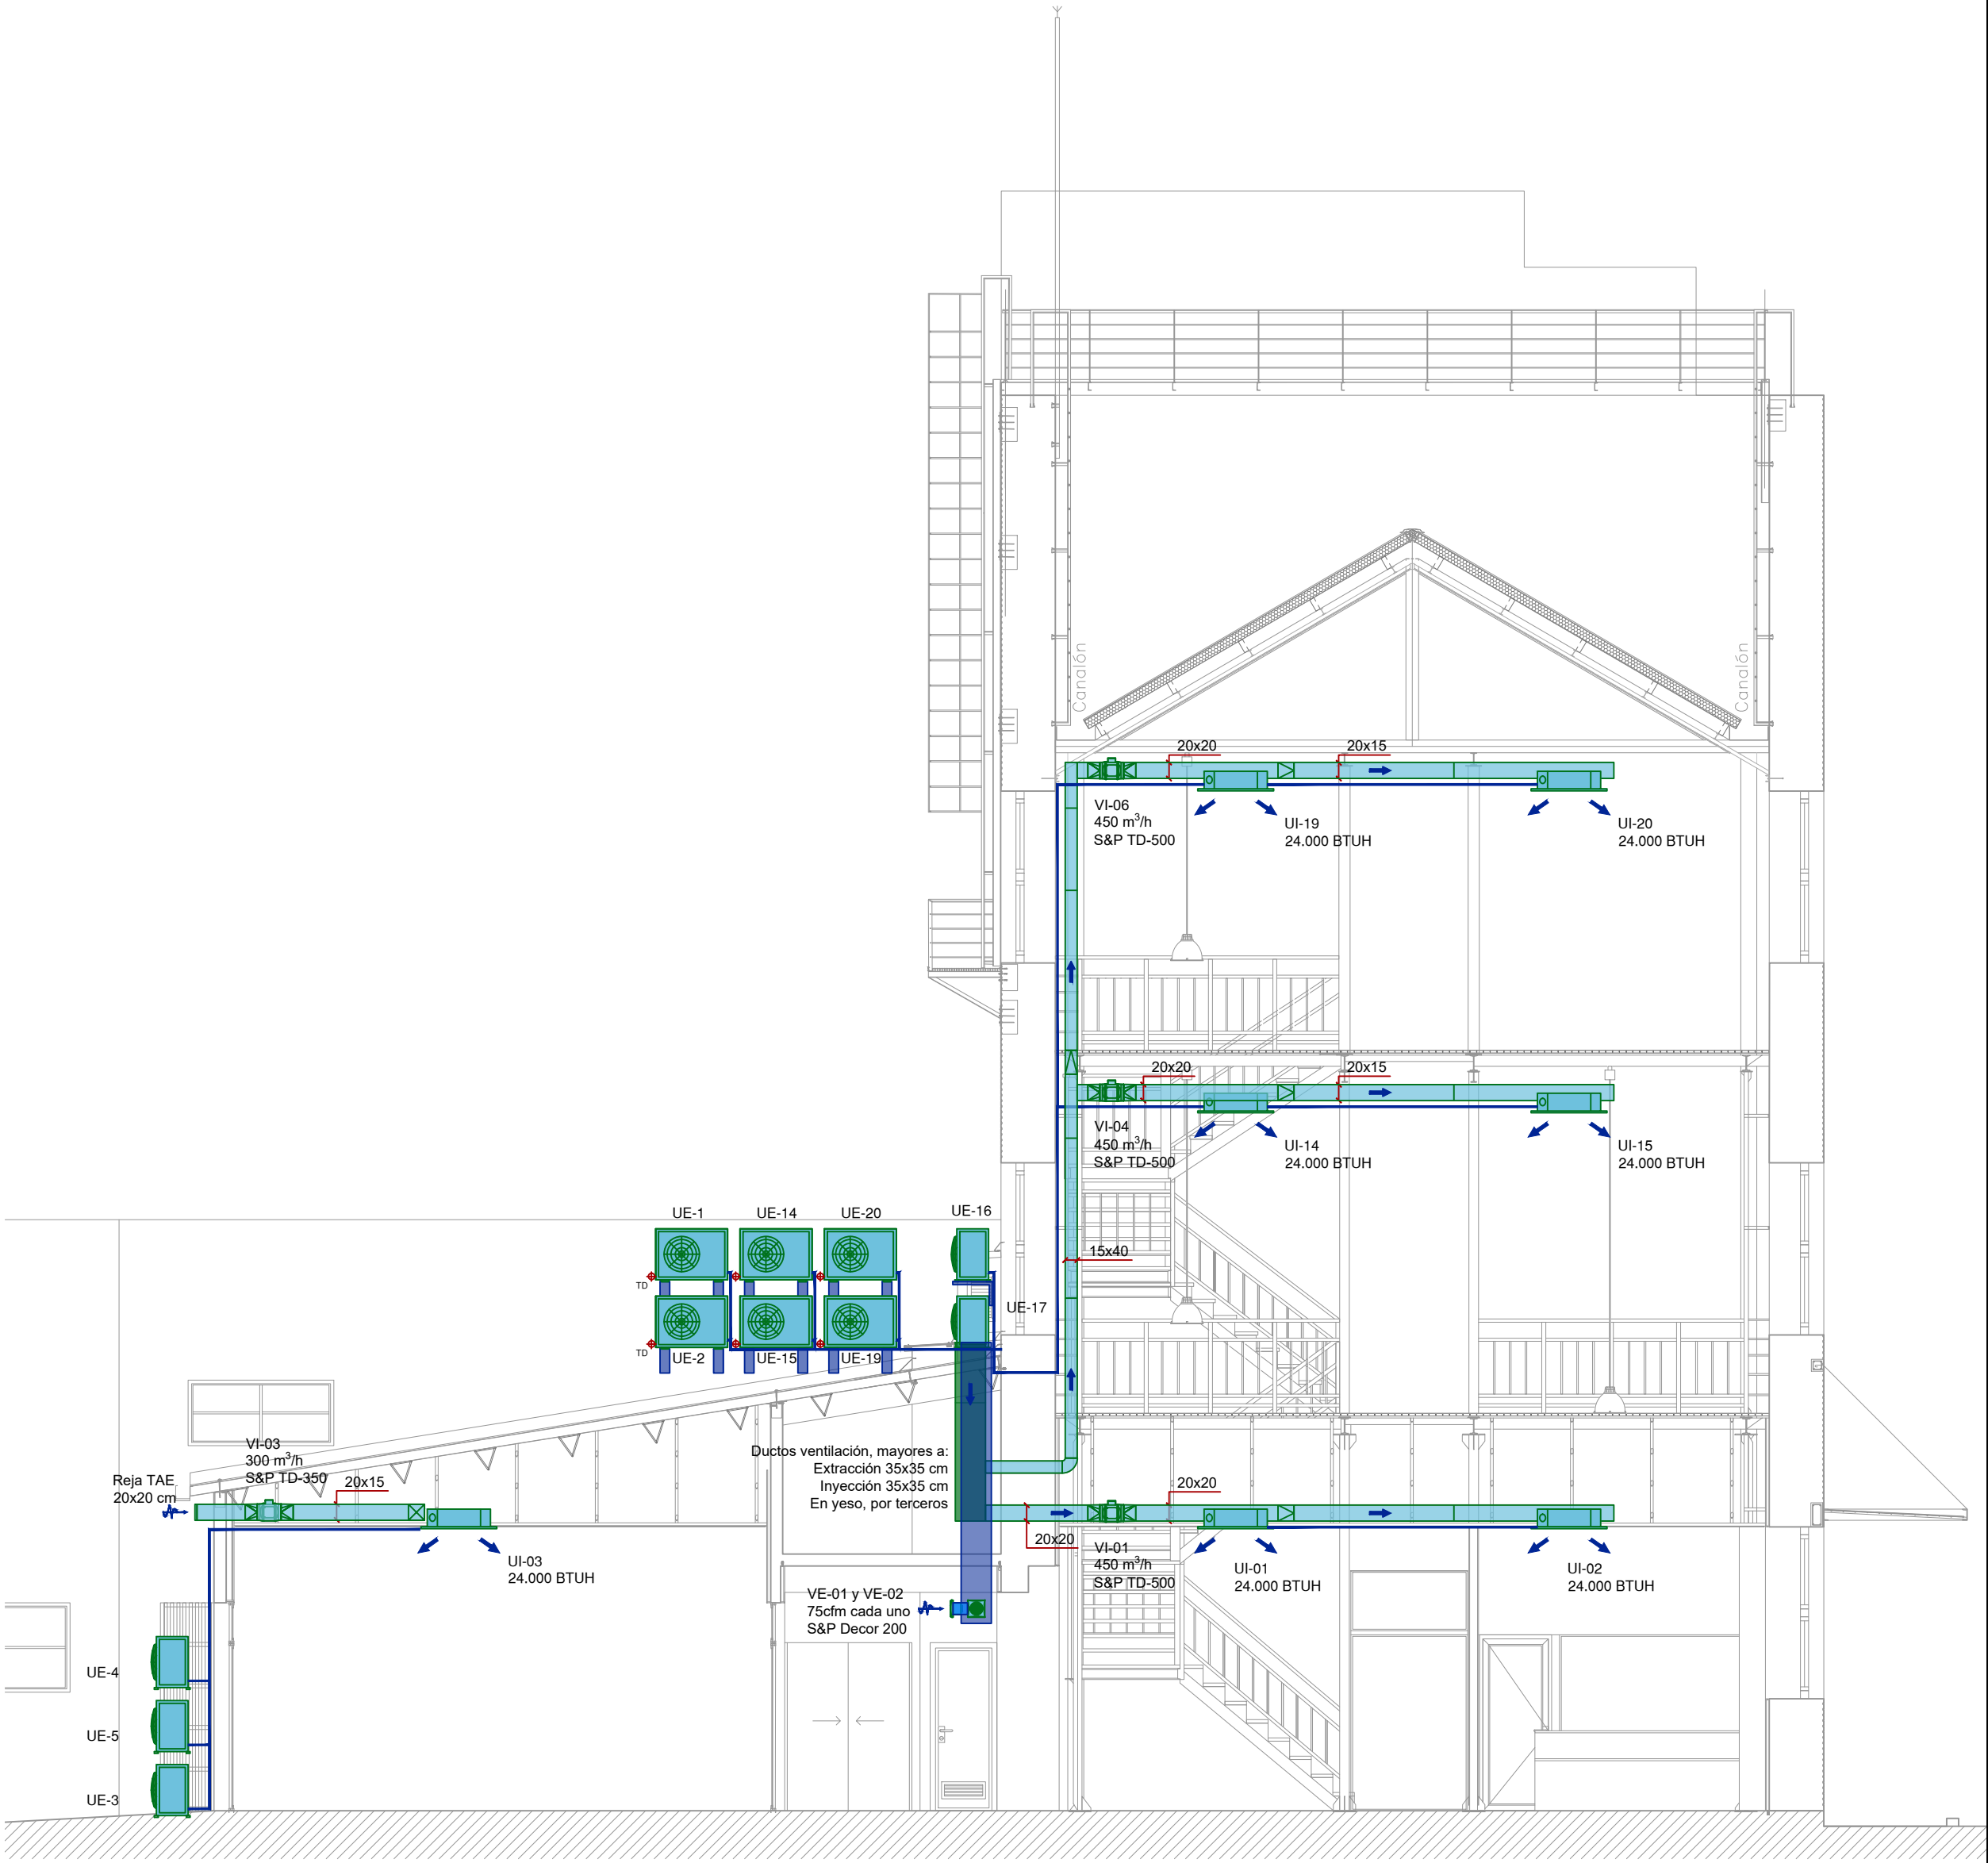 Canalón
Canalón
20x20
20x15
VI-06
450 m³/h
S&P TD-500
UI-19
24.000 BTUH
UI-20
24.000 BTUH
20x20
20x15
VI-04
450 m³/h
S&P TD-500
UI-14
24.000 BTUH
UI-15
24.000 BTUH
UE-1
UE-14
UE-20
UE-16
15x40
TD
UE-17
TD
UE-2
UE-15
UE-19
VI-03
300 m³/h
S&P TD-350
20x15
Reja TAE
20x20 cm
Ductos ventilación, mayores a:
Extracción 35x35 cm
Inyección 35x35 cm
En yeso, por terceros
20x20
20x20
VI-01
450 m³/h
S&P TD-500
UI-03
24.000 BTUH
UI-01
24.000 BTUH
UI-02
24.000 BTUH
VE-01 y VE-02
75cfm cada uno
S&P Decor 200
UE-4
UE-5
UE-3